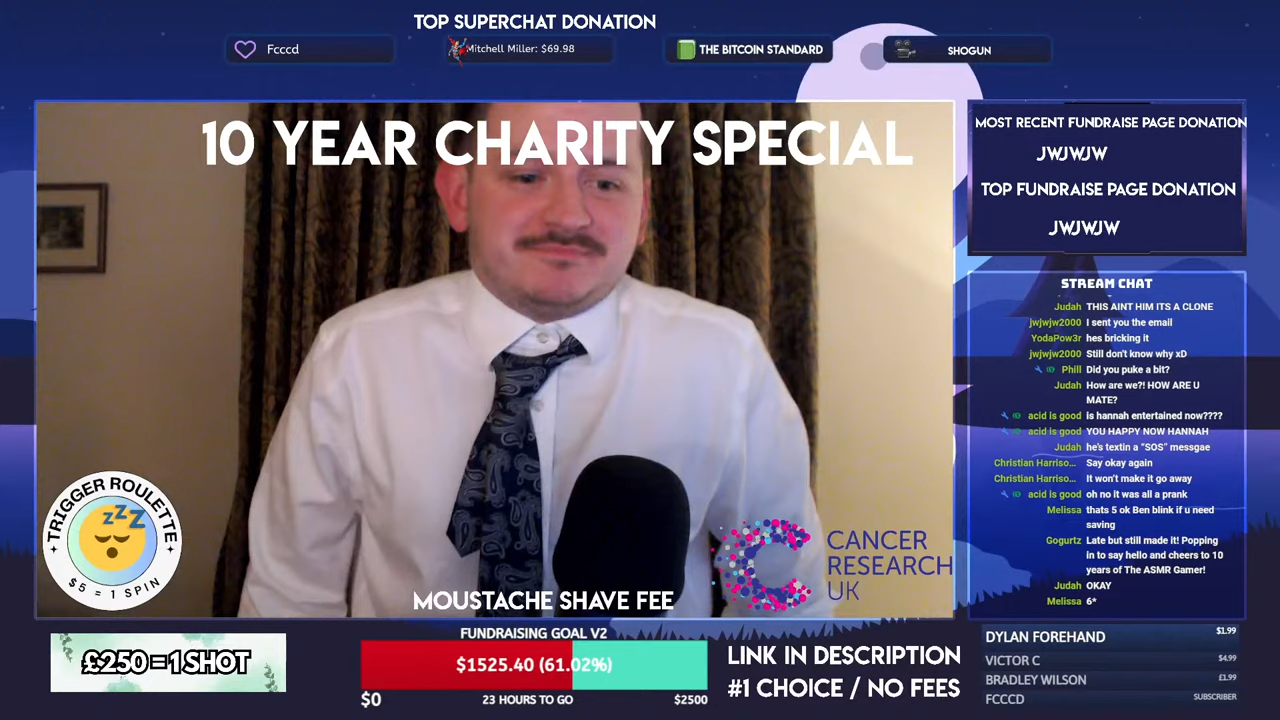 TOP SUPERCHAT DONATION
Fcccd
Mitchell Miller: $69.98
THE BITCOIN STANDARD
SHOGUN
10 YEAR CHARITY SPECIAL
MOST RECENT FUNDRAISE PAGE DONATION
JWJWJW
TOP FUNDRAISE PAGE DONATION
JWJWJW
STREAM CHAT
Judah THIS AINT HIM ITS A CLONE
jwjwjw2000 I sent you the email
YodaPow3r hes bricking it
jwjwjw2000 Still don't know why xD
Phill Did you puke a bit?
Judah How are we?! HOW ARE U
MATE?
acid is good is hannah entertained now????
acid is good YOU HAPPY NOW HANNAH
Judah he's textin a "SOS" messgae
Christian Harriso... Say okay again
Christian Harriso... It won't make it go away
acid is good oh no it was all a prank
Melissa thats 5 ok Ben blink if u need
saving
Gogurtz Late but still made it! Popping
in to say hello and cheers to 10
years of The ASMR Gamer!
Judah OKAY
Melissa 6*
TRIGGER ROULETTE
zzz
$5 = 1 SPIN
CANCER
RESEARCH
UK
MOUSTACHE SHAVE FEE
£250 = 1 SHOT
FUNDRAISING GOAL V2
$1525.40 (61.02%)
$0
23 HOURS TO GO
$2500
LINK IN DESCRIPTION
#1 CHOICE / NO FEES
DYLAN FOREHAND $1.99
VICTOR C $4.99
BRADLEY WILSON £1.99
FCCCD SUBSCRIBER